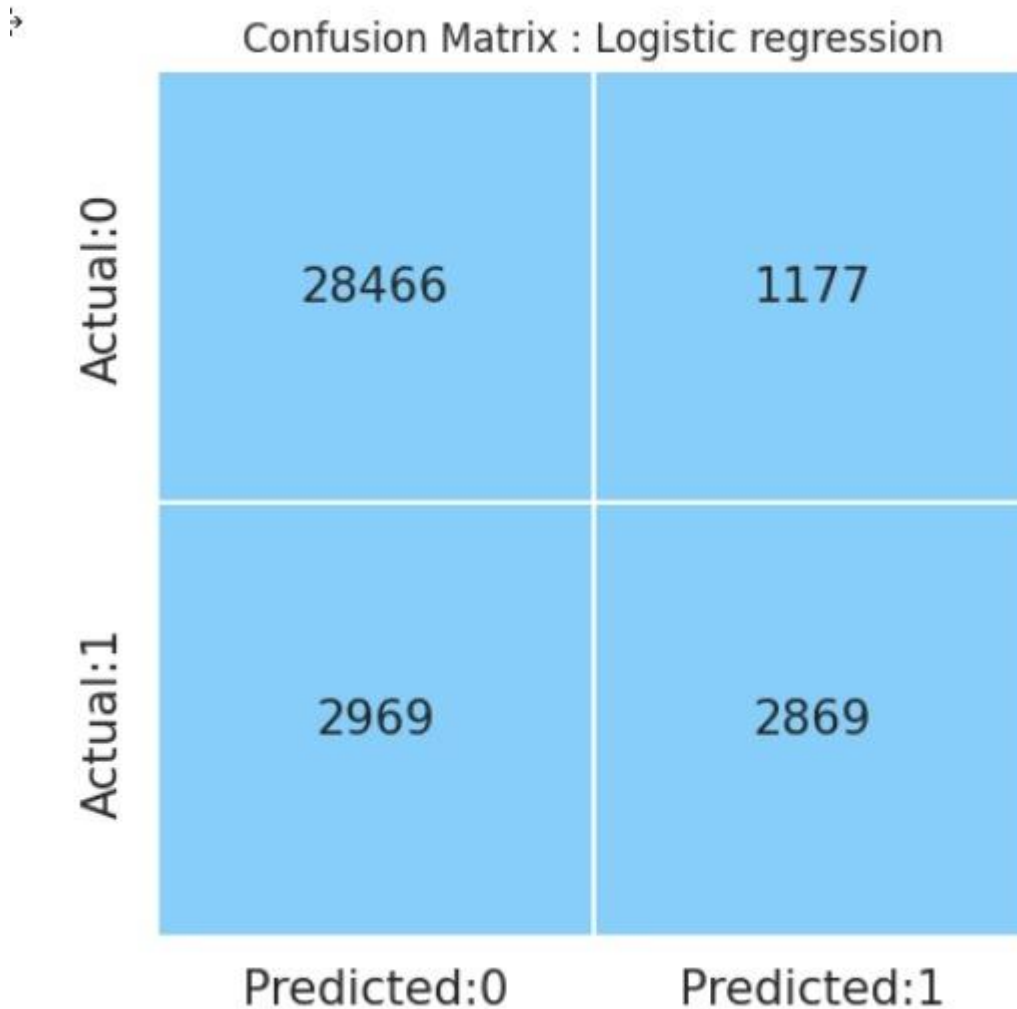 Confusion Matrix : Logistic regression
Actual:0
28466 1177
Actual:1
2969 2869
Predicted:0 Predicted:1